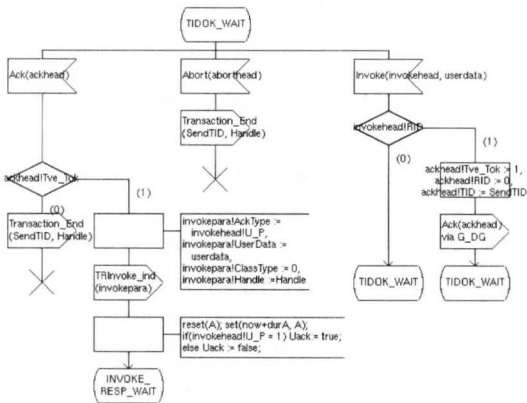 TIDOK_WAIT
Ack(ackhead)
Abort(aborthead)
Invoke(invokehead, userdata)
Transaction_End
(SendTID, Handle)
invokehead!RID
(0)
(1)
ackhead!Tve_Tok := 1,
ackhead!RID := 0,
ackhead!TID := SendTID
Ack(ackhead)
via G_DG
TIDOK_WAIT
TIDOK_WAIT
ackhead!Tve_Tok
(0)
(1)
Transaction_End
(SendTID, Handle)
invokepara!AckType :=
invokehead!U_P,
invokepara!UserData :=
userdata,
invokepara!ClassType := 0,
invokepara!Handle :=Handle
TRInvoke_ind
(invokepara)
reset(A); set(now+durA, A);
if(invokehead!U_P = 1) Uack := true;
else Uack := false;
INVOKE_
RESP_WAIT